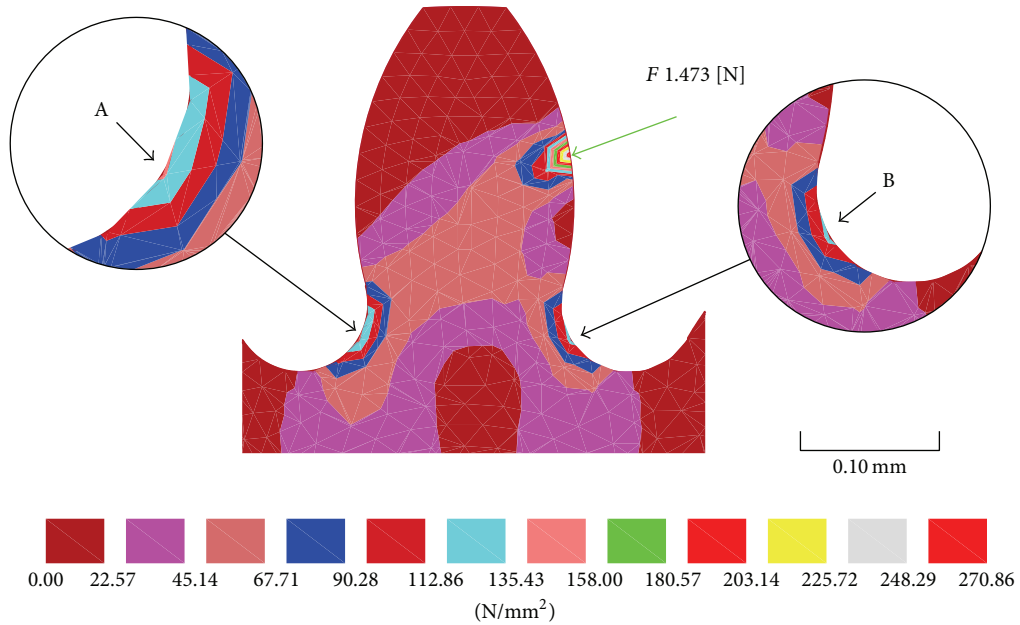 F 1.473 [N]
A
B
0.10 mm
0.00 22.57 45.14 67.71 90.28 112.86 135.43 158.00 180.57 203.14 225.72 248.29 270.86
(N/mm²)